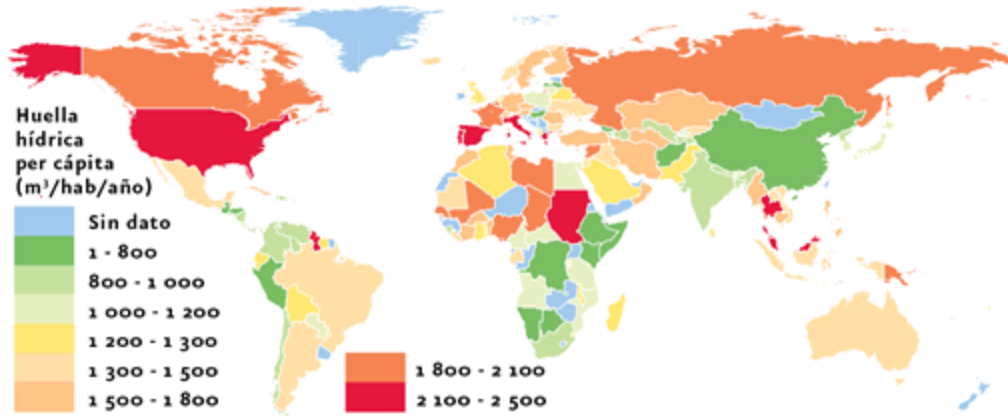 Huella
hídrica
per cápita
(m³/hab/año)
Sin dato
1 - 800
800 - 1 000
1 000 - 1 200
1 200 - 1 300
1 300 - 1 500
1 500 - 1 800
1 800 - 2 100
2 100 - 2 500